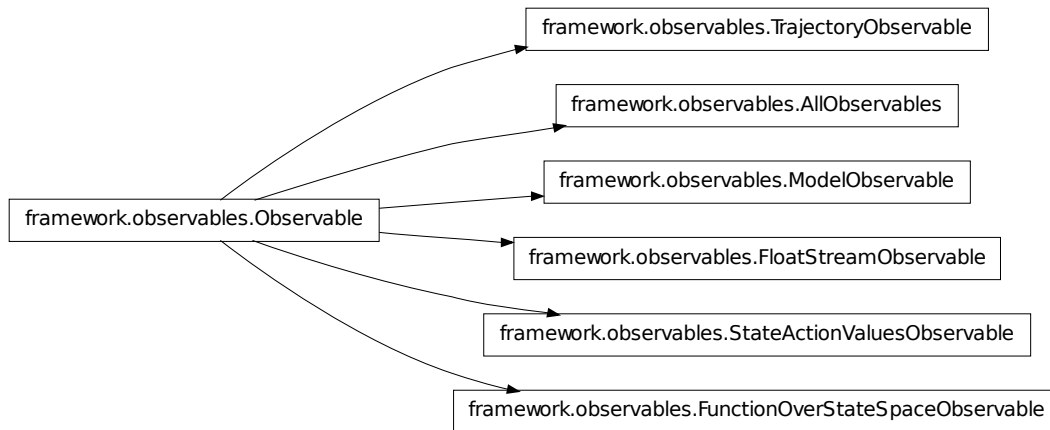 framework.observables.TrajectoryObservable
framework.observables.AllObservables
framework.observables.ModelObservable
framework.observables.Observable
framework.observables.FloatStreamObservable
framework.observables.StateActionValuesObservable
framework.observables.FunctionOverStateSpaceObservable